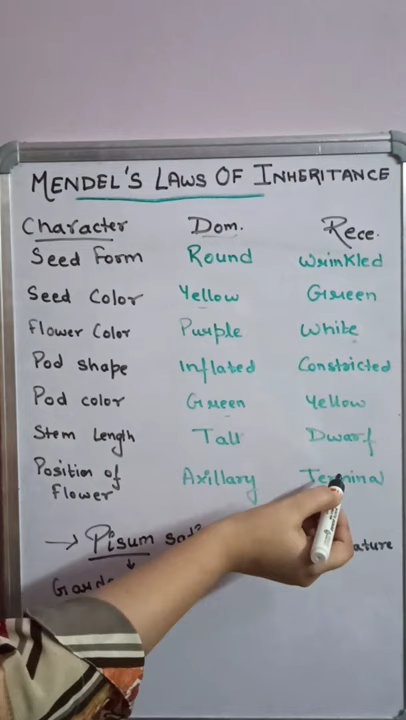 MENDEL'S LAWS OF INHERITANCE
Character Dom. Rece.
Seed Form Round Wrinkled
Seed Color Yellow Green
Flower Color Purple White
Pod shape Inflated Constricted
Pod color Green Yellow
Stem Length Tall Dwarf
Position of Flower Axillary Terminal
→ Pisum